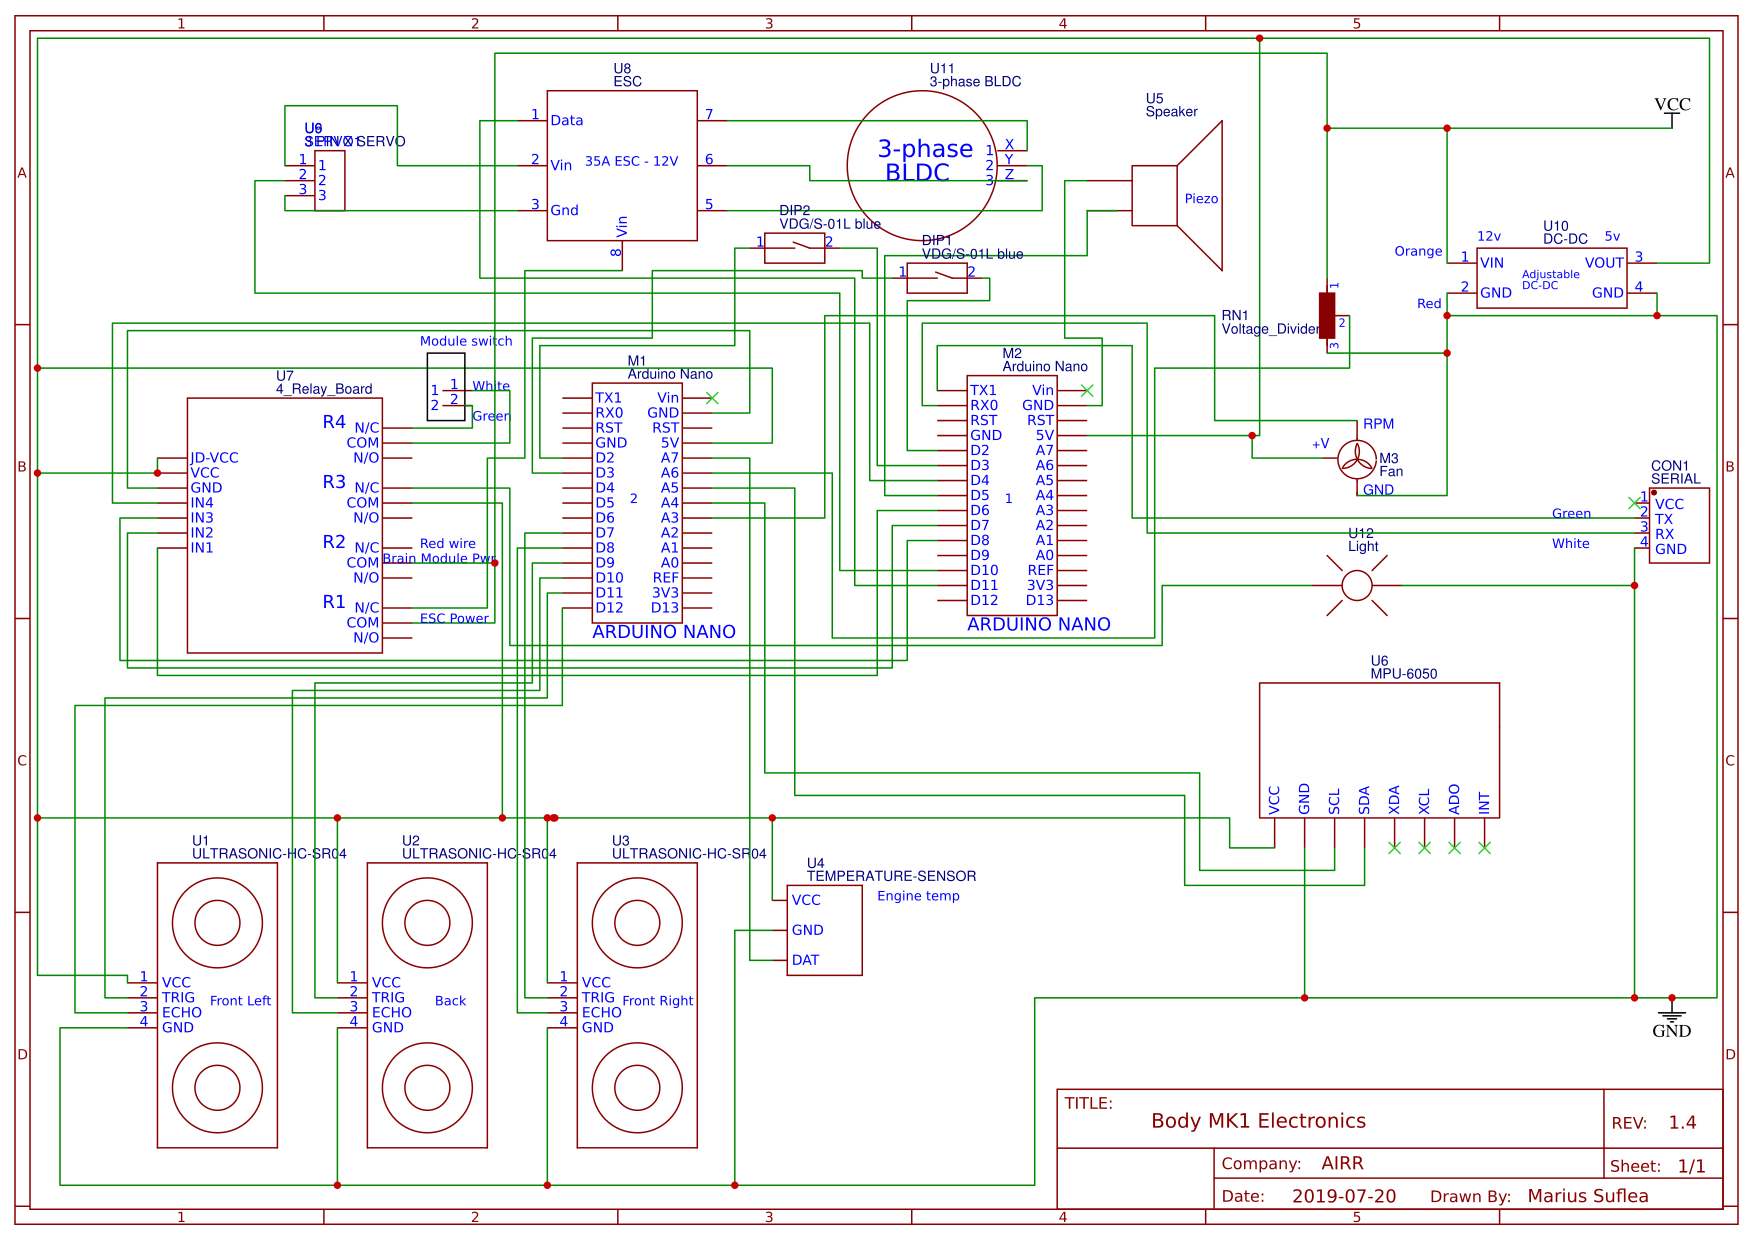 1 2 3 4 5
A
B
C
D
A
B
C
D
1 2 3 4 5
U8
ESC
1 Data
2 Vin
3 Gnd
35A ESC - 12V
7
6
5
Vin
8
U11
3-phase BLDC
3-phase
BLDC
1 X
2 Y
3 Z
U5
Speaker
Piezo
VCC
SERVO
1 1
2 2
3 3
DIP2
VDG/S-01L blue
1 2
DIP1
VDG/S-01L blue
1 2
U10
DC-DC
12v 5v
Orange
Red
1 VIN
2 GND
VOUT 3
GND 4
Adjustable
DC-DC
RN1
Voltage_Divider
1
2
3
Module switch
1 1
2 2
White
Green
U7
4_Relay_Board
JD-VCC
VCC
GND
IN4
IN3
IN2
IN1
R4 N/C
COM
N/O
R3 N/C
COM
N/O
R2 N/C
COM
N/O
R1 N/C
COM
N/O
Red wire
Brain Module Pwr
ESC Power
M1
Arduino Nano
TX1 Vin
RX0 GND
RST RST
GND 5V
D2 A7
D3 A6
D4 A5
D5 A4
D6 A3
D7 A2
D8 A1
D9 A0
D10 REF
D11 3V3
D12 D13
2
ARDUINO NANO
M2
Arduino Nano
TX1 Vin
RX0 GND
RST RST
GND 5V
D2 A7
D3 A6
D4 A5
D5 A4
D6 A3
D7 A2
D8 A1
D9 A0
D10 REF
D11 3V3
D12 D13
1
ARDUINO NANO
RPM
+V
M3
Fan
GND
CON1
SERIAL
1 VCC
2 TX
3 RX
4 GND
Green
White
U12
Light
U6
MPU-6050
VCC GND SCL SDA XDA XCL ADO INT
U1
ULTRASONIC-HC-SR04
1 VCC
2 TRIG
3 ECHO
4 GND
Front Left
U2
ULTRASONIC-HC-SR04
1 VCC
2 TRIG
3 ECHO
4 GND
Back
U3
ULTRASONIC-HC-SR04
1 VCC
2 TRIG
3 ECHO
4 GND
Front Right
U4
TEMPERATURE-SENSOR
VCC
GND
DAT
Engine temp
GND
TITLE:
Body MK1 Electronics
REV: 1.4
Company: AIRR
Sheet: 1/1
Date: 2019-07-20 Drawn By: Marius Suflea